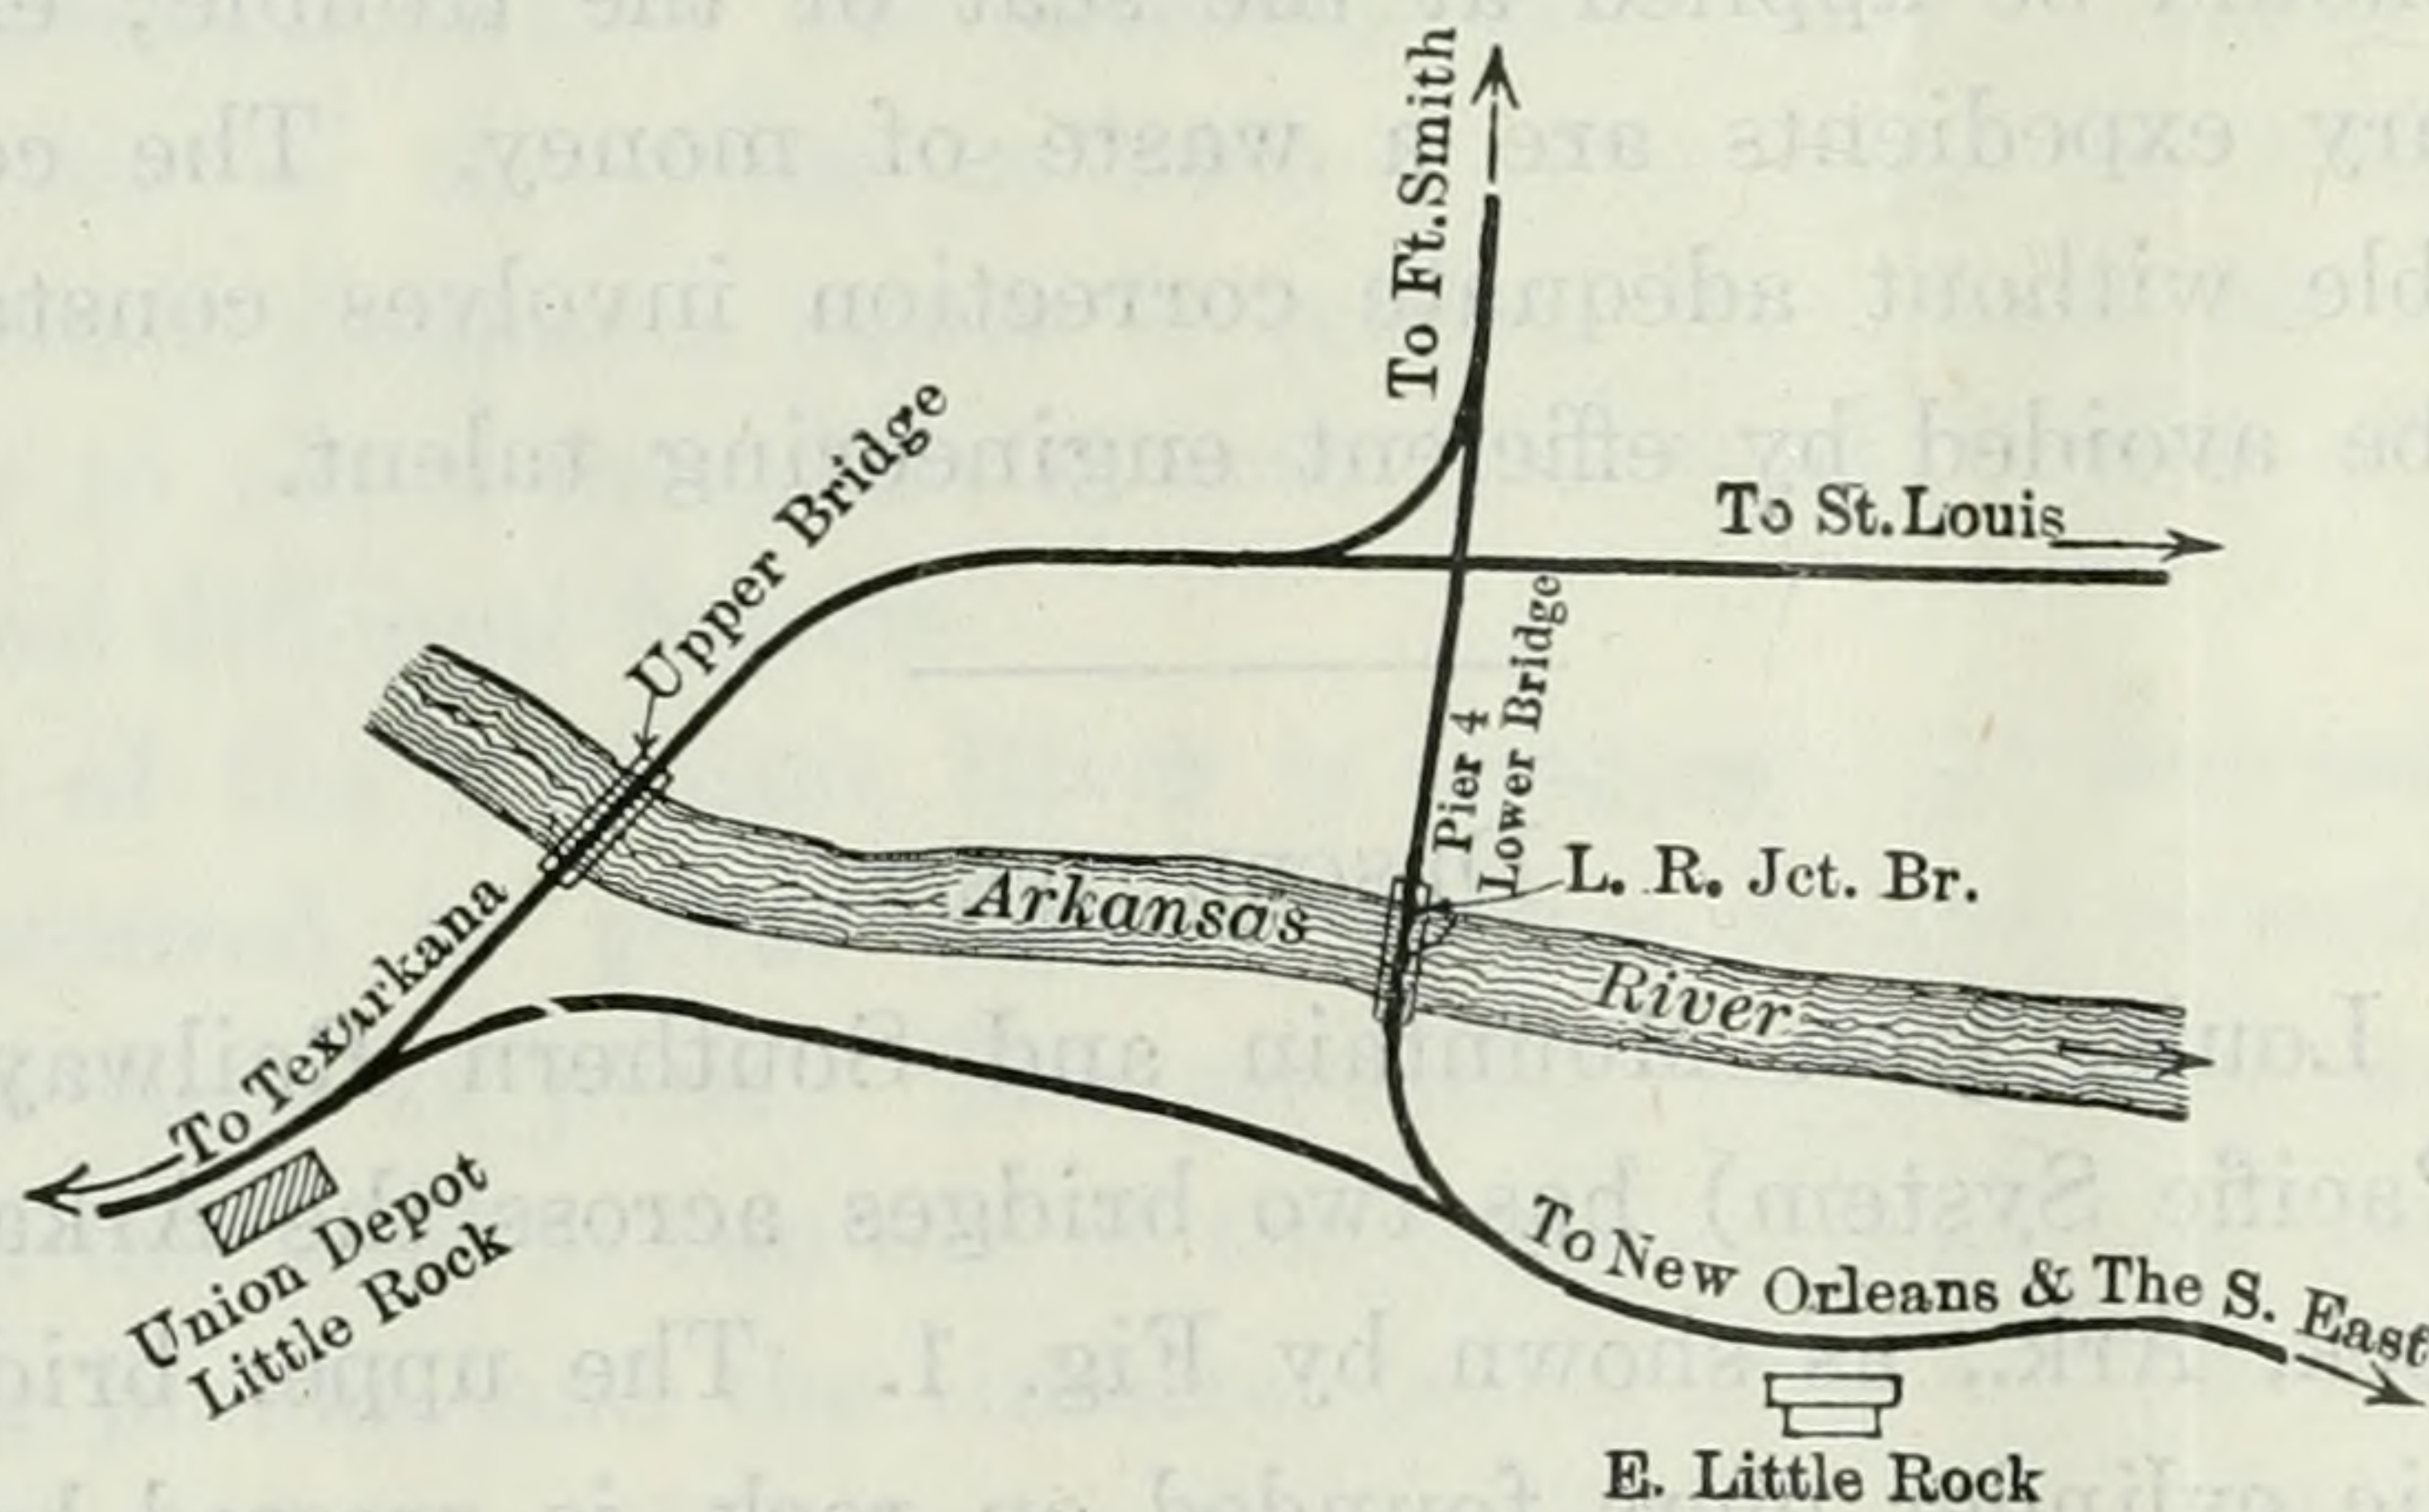 To Ft. Smith
Upper Bridge
To St. Louis
Pier 4
Lower Bridge
L. R. Jct. Br.
Arkansas
River
To Texarkana
Union Depot
Little Rock
To New Orleans & The S. East
E. Little Rock